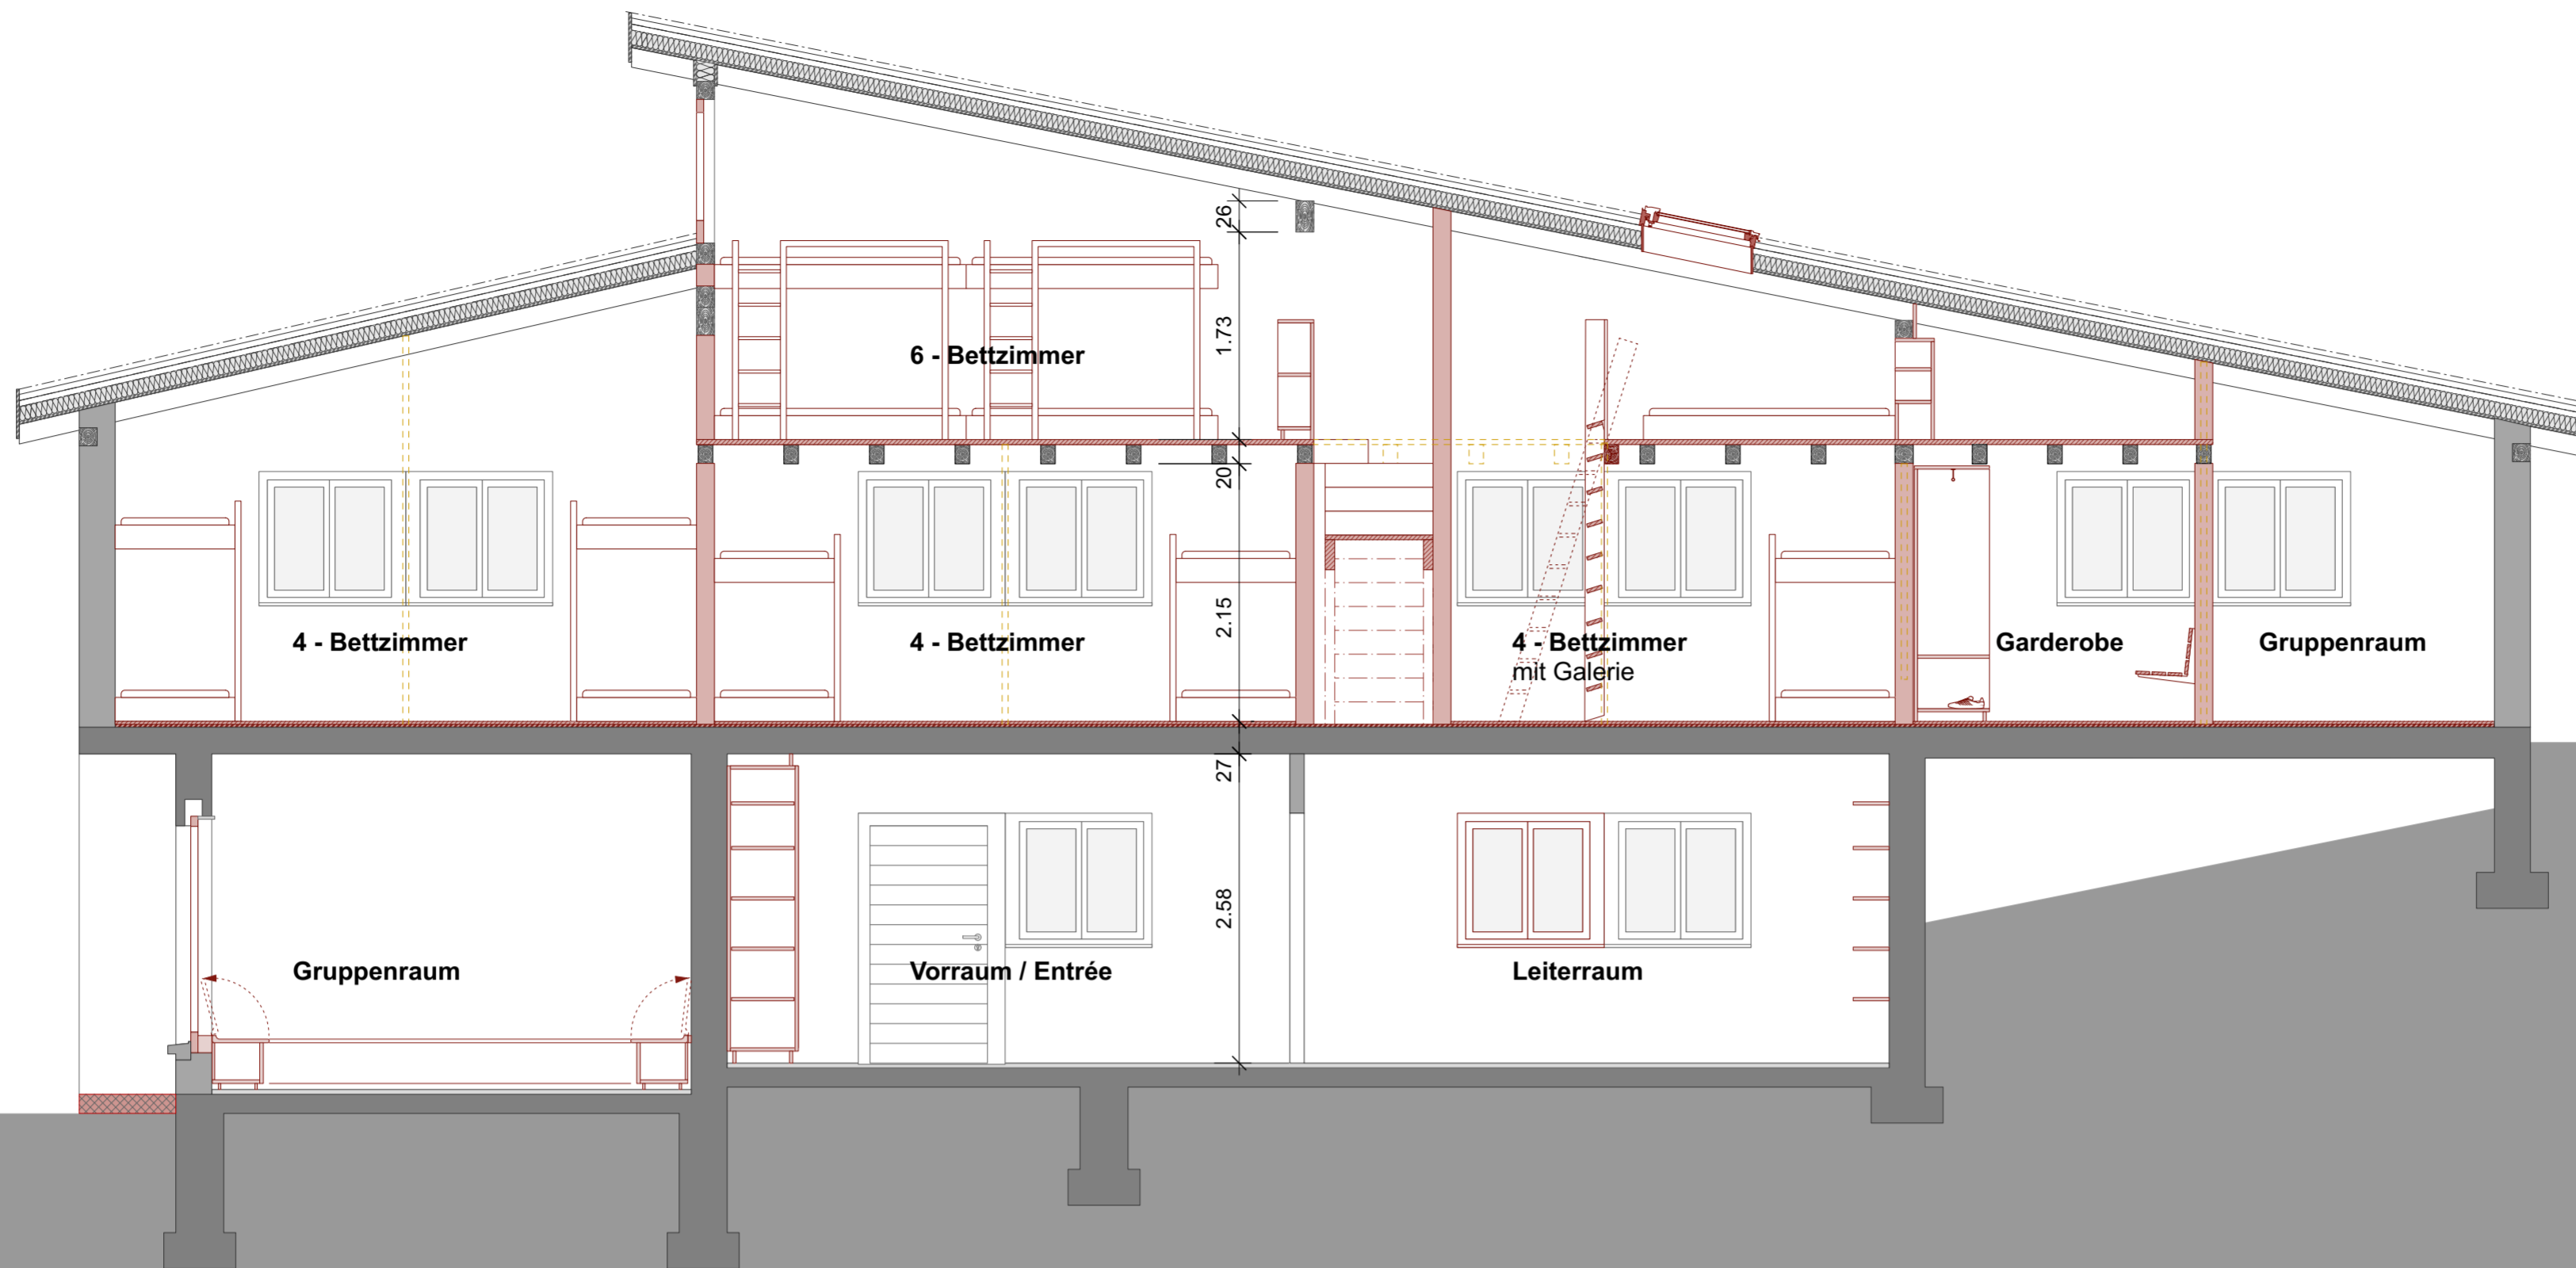 26
1.73
6 - Bettzimmer
20
2.15
4 - Bettzimmer
4 - Bettzimmer
4 - Bettzimmer
mit Galerie
Garderobe
Gruppenraum
27
2.58
Gruppenraum
Vorraum / Entrée
Leiterraum